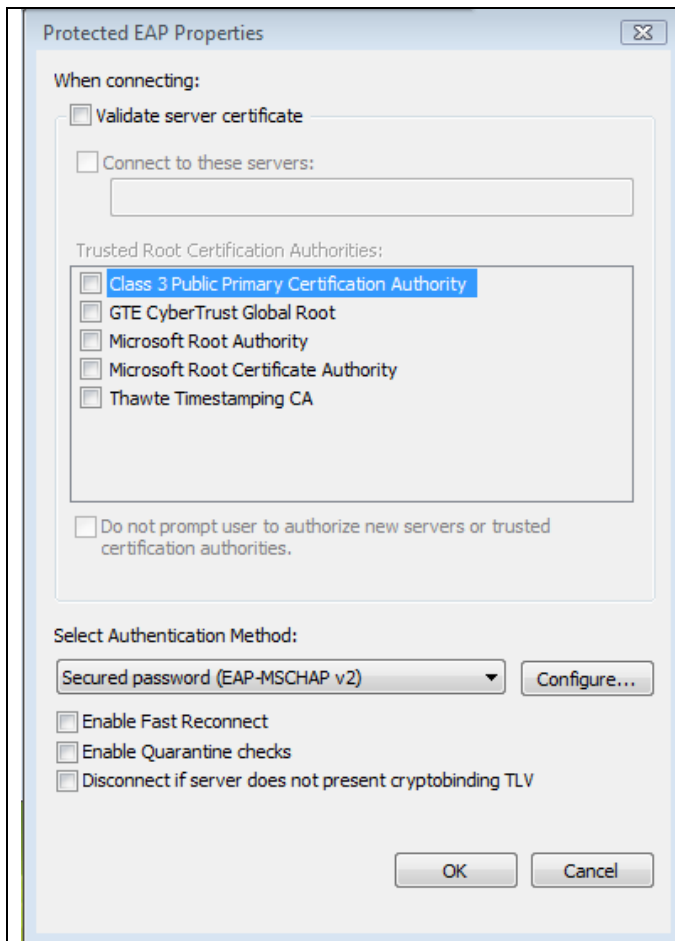 Protected EAP Properties
When connecting:
Validate server certificate
Connect to these servers:
Trusted Root Certification Authorities:
Class 3 Public Primary Certification Authority
GTE CyberTrust Global Root
Microsoft Root Authority
Microsoft Root Certificate Authority
Thawte Timestamping CA
Do not prompt user to authorize new servers or trusted
certification authorities.
Select Authentication Method:
Secured password (EAP-MSCHAP v2) Configure...
Enable Fast Reconnect
Enable Quarantine checks
Disconnect if server does not present cryptobinding TLV
OK Cancel